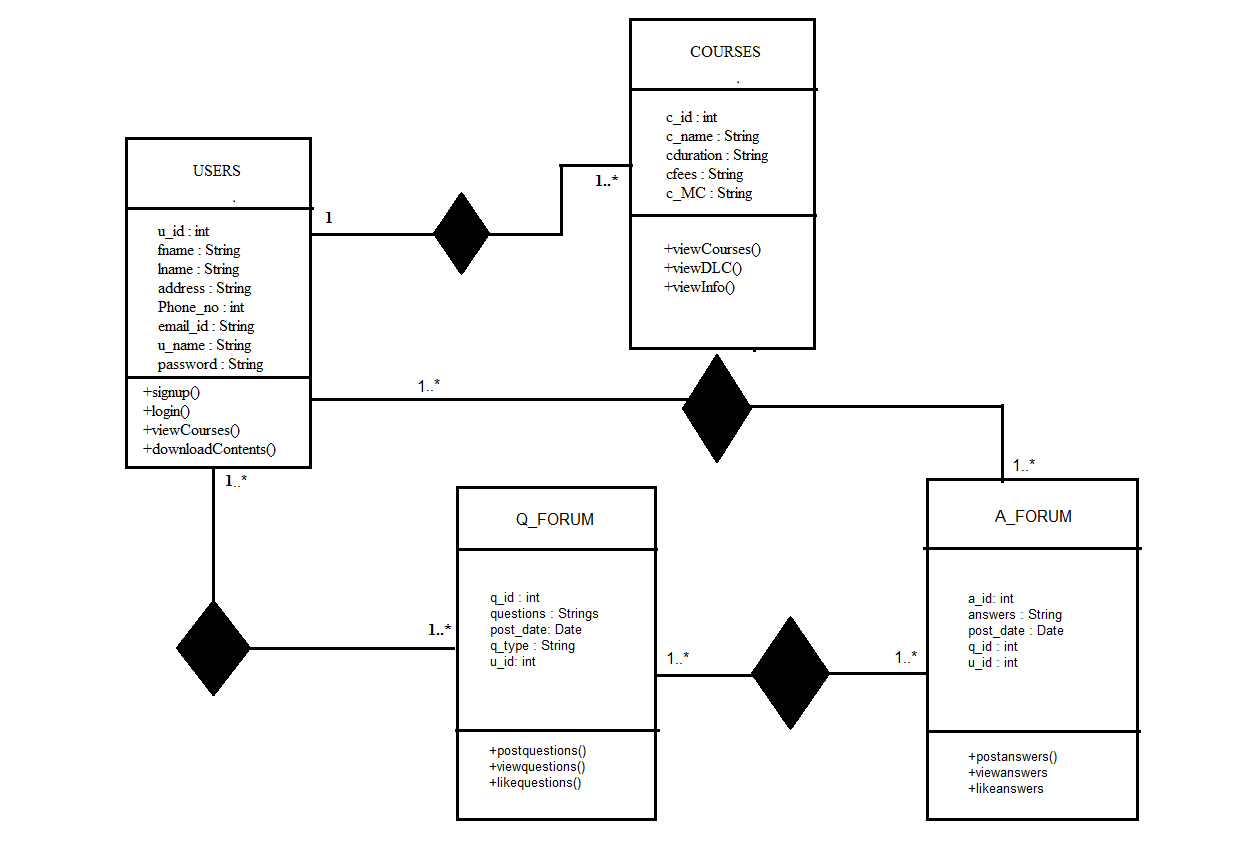 COURSES
.
c_id : int
c_name : String
cduration : String
cfees : String
c_MC : String
+viewCourses()
+viewDLC()
+viewInfo()
USERS
.
u_id : int
fname : String
lname : String
address : String
Phone_no : int
email_id : String
u_name : String
password : String
+signup()
+login()
+viewCourses()
+downloadContents()
1
1..*
1..*
1..*
1..*
1..*
Q_FORUM
q_id : int
questions : Strings
post_date: Date
q_type : String
u_id: int
+postquestions()
+viewquestions()
+likequestions()
1..*
1..*
A_FORUM
a_id: int
answers : String
post_date : Date
q_id : int
u_id : int
+postanswers()
+viewanswers
+likeanswers